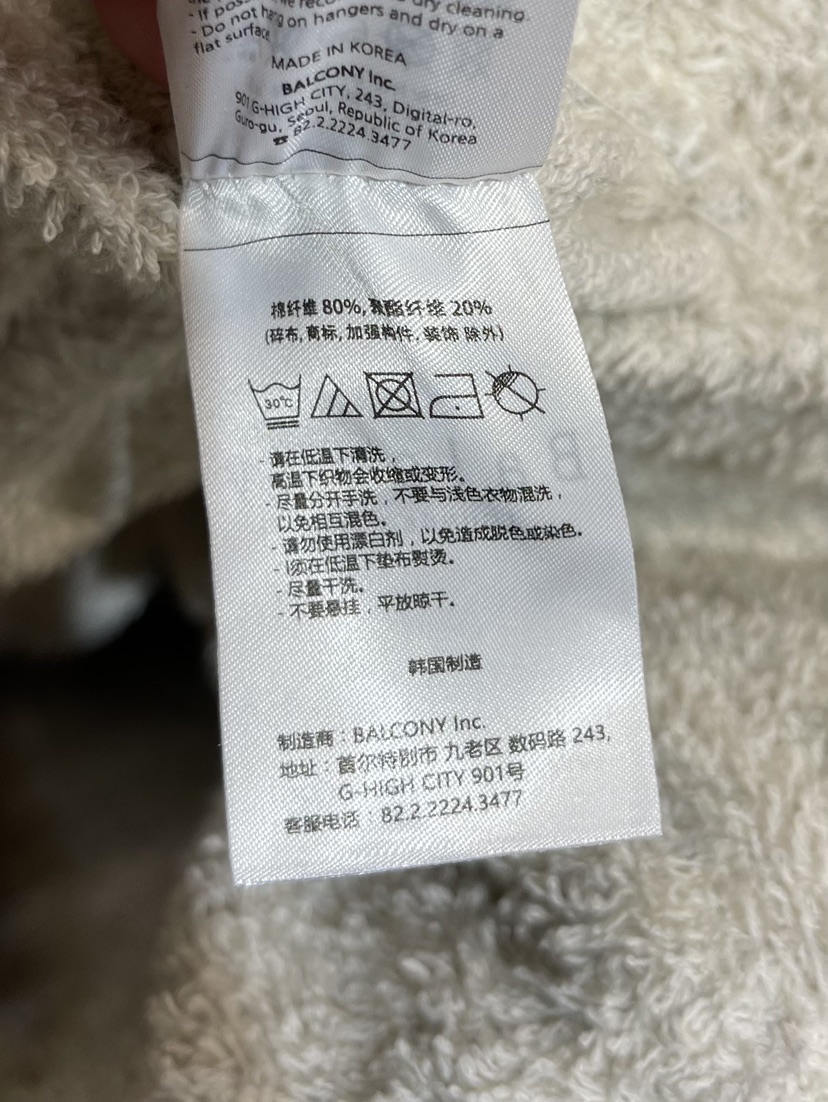 dry cleaning.
- Do not hang on hangers and dry on a
flat surface
MADE IN KOREA
BALCONY Inc.
901 G-HIGH CITY, 243, Digital-ro,
Guro-gu, Seoul, Republic of Korea
☎ 82.2.2224.3477
棉纤维 80%, 聚酯纤维 20%
(碎布, 商标, 加强构件, 装饰 除外)
30℃
- 请在低温下清洗，
高温下织物会收缩或变形。
- 尽量分开手洗，不要与浅色衣物混洗，
以免相互混色。
- 请勿使用漂白剂，以免造成脱色或染色。
- 须在低温下垫布熨烫。
- 尽量干洗。
- 不要悬挂，平放晾干。
韩国制造
制造商：BALCONY Inc.
地址：首尔特别市 九老区 数码路 243,
G-HIGH CITY 901号
客服电话：82.2.2224.3477